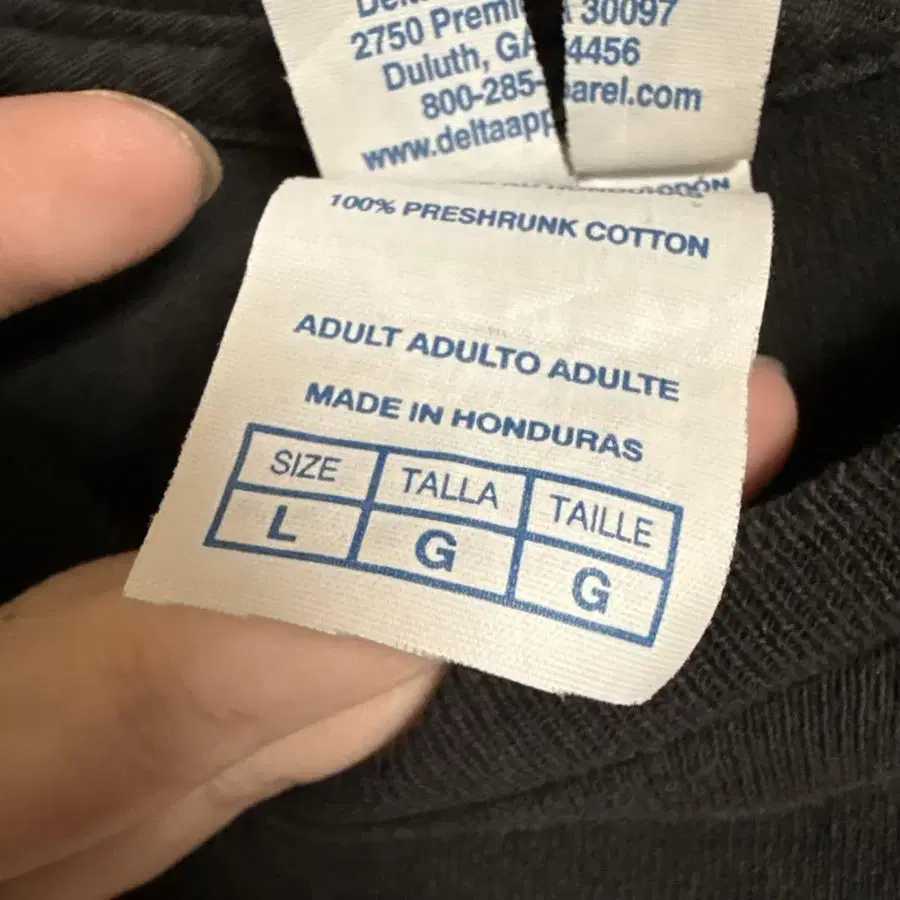 2750 Premi 30097
Duluth, GA 4456
800-285- arel.com
www.deltaapp
100% PRESHRUNK COTTON
ADULT ADULTO ADULTE
MADE IN HONDURAS
SIZE TALLA TAILLE
L G G